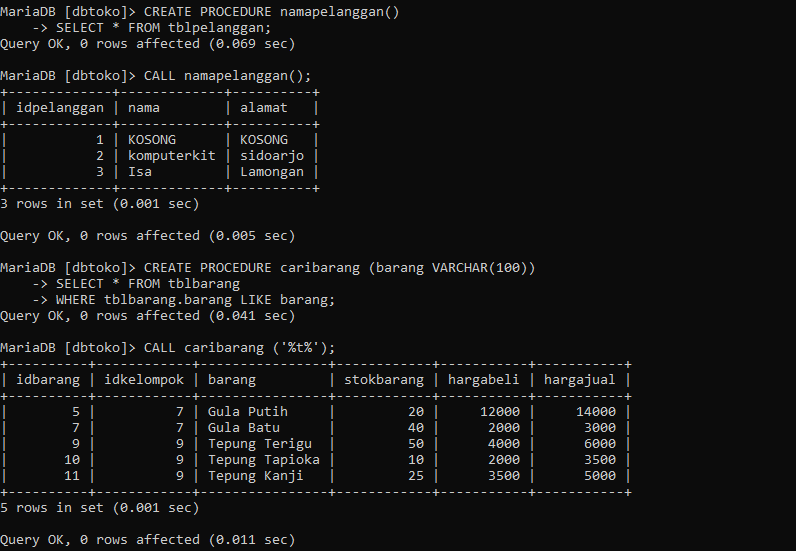 MariaDB [dbtoko]> CREATE PROCEDURE namapelanggan()
    -> SELECT * FROM tblpelanggan;
Query OK, 0 rows affected (0.069 sec)

MariaDB [dbtoko]> CALL namapelanggan();
+-------------+-------------+----------+
| idpelanggan | nama        | alamat   |
+-------------+-------------+----------+
|           1 | KOSONG      | KOSONG   |
|           2 | komputerkit | sidoarjo |
|           3 | Isa         | Lamongan |
+-------------+-------------+----------+
3 rows in set (0.001 sec)

Query OK, 0 rows affected (0.005 sec)

MariaDB [dbtoko]> CREATE PROCEDURE caribarang (barang VARCHAR(100))
    -> SELECT * FROM tblbarang
    -> WHERE tblbarang.barang LIKE barang;
Query OK, 0 rows affected (0.041 sec)

MariaDB [dbtoko]> CALL caribarang ('%t%');
+----------+------------+----------------+------------+-----------+-----------+
| idbarang | idkelompok | barang         | stokbarang | hargabeli | hargajual |
+----------+------------+----------------+------------+-----------+-----------+
|        5 |          7 | Gula Putih     |         20 |     12000 |     14000 |
|        7 |          7 | Gula Batu      |         40 |      2000 |      3000 |
|        9 |          9 | Tepung Terigu  |         50 |      4000 |      6000 |
|       10 |          9 | Tepung Tapioka |         10 |      2000 |      3500 |
|       11 |          9 | Tepung Kanji   |         25 |      3500 |      5000 |
+----------+------------+----------------+------------+-----------+-----------+
5 rows in set (0.001 sec)

Query OK, 0 rows affected (0.011 sec)